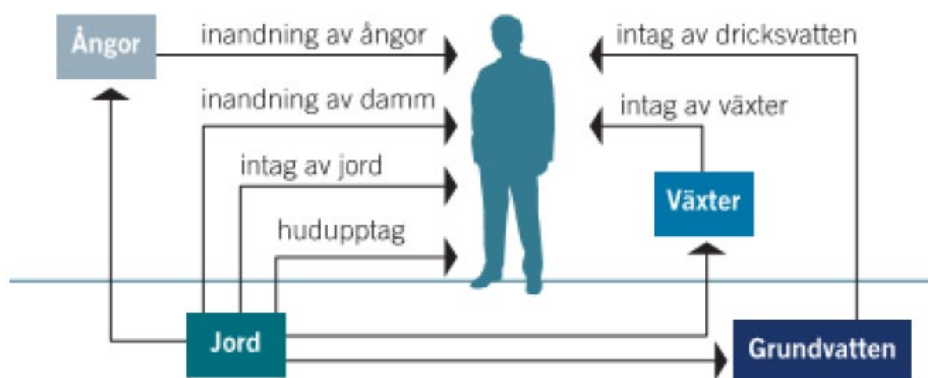 Ångor
inandning av ångor
intag av dricksvatten
inandning av damm
intag av växter
intag av jord
Växter
hudupptag
Jord
Grundvatten